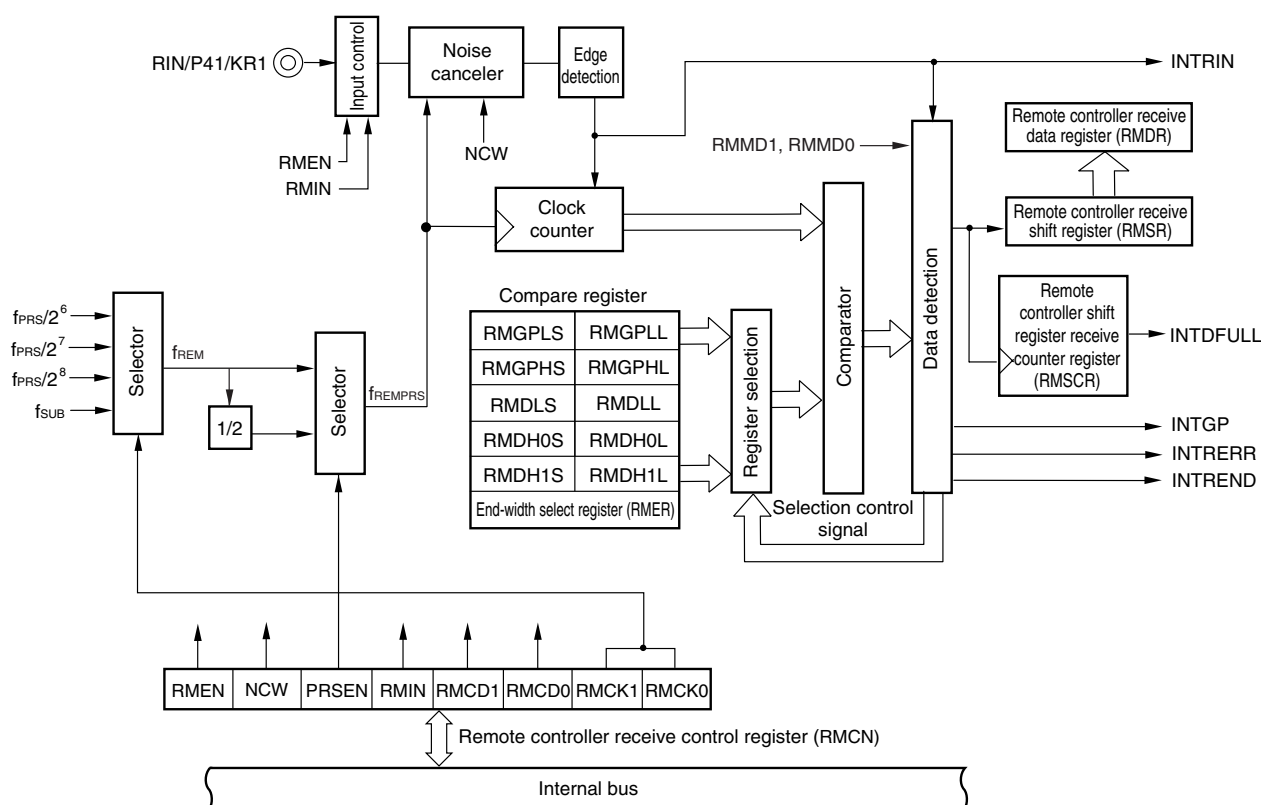 RIN/P41/KR1
Input control
Noise
canceler
Edge
detection
INTRIN
RMEN
RMIN
NCW
RMMD1, RMMD0
Remote controller receive
data register (RMDR)
Clock
counter
Remote controller receive
shift register (RMSR)
Compare register
RMGPLS RMGPLL
RMGPHS RMGPHL
RMDLS RMDLL
RMDH0S RMDH0L
RMDH1S RMDH1L
End-width select register (RMER)
Register selection
Comparator
Data detection
Remote
controller shift
register receive
counter register
(RMSCR)
INTDFULL
INTGP
INTRERR
INTREND
Selection control
signal
fPRS/2^6
fPRS/2^7
fPRS/2^8
fSUB
Selector
fREM
1/2
Selector
fREMPRS
RMEN NCW PRSEN RMIN RMCD1 RMCD0 RMCK1 RMCK0
Remote controller receive control register (RMCN)
Internal bus